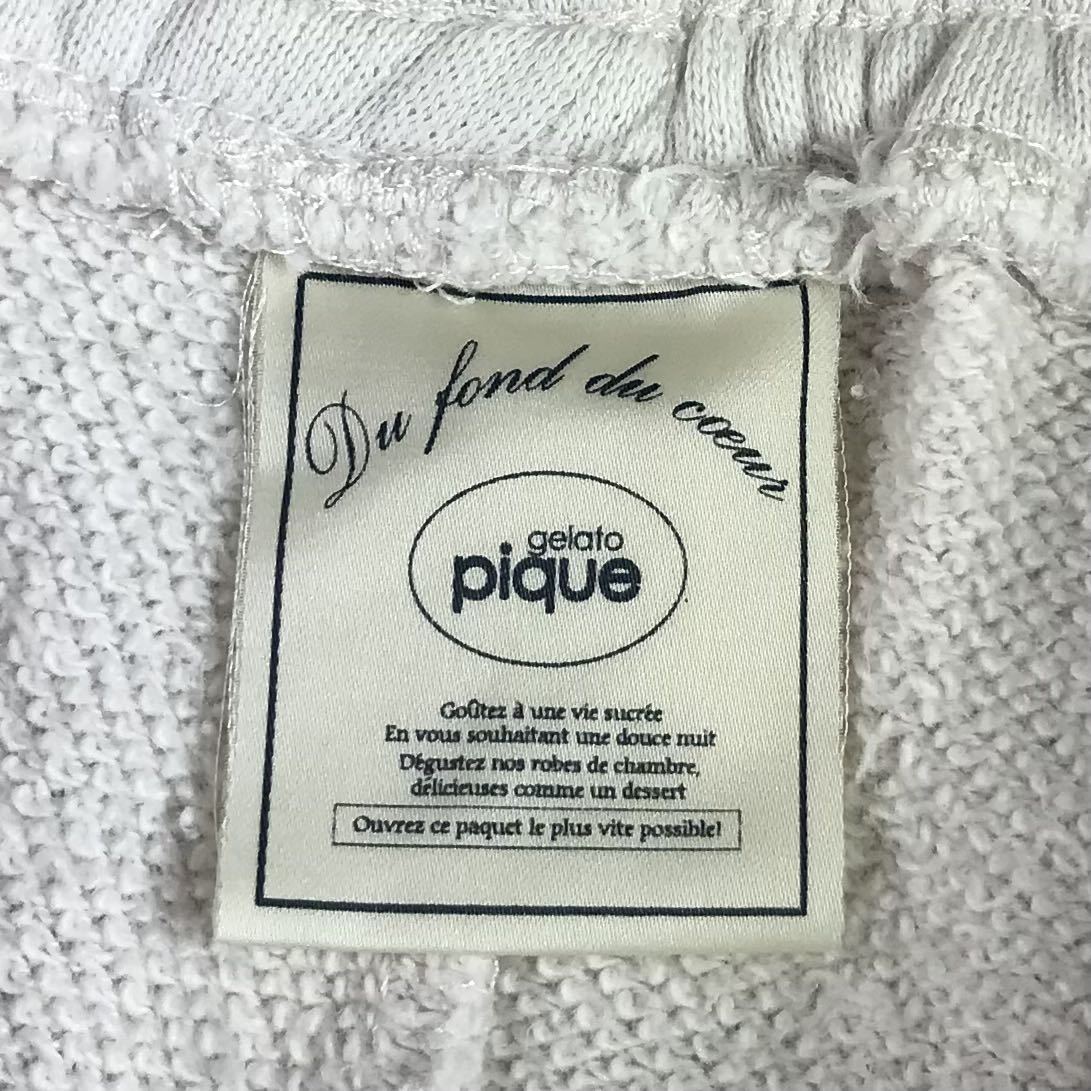 Du fond du cœur
gelato
pique
Goûtez à une vie sucrée
En vous souhaitant une douce nuit
Dégustez nos robes de chambre,
délicieuses comme un dessert
Ouvrez ce paquet le plus vite possible!